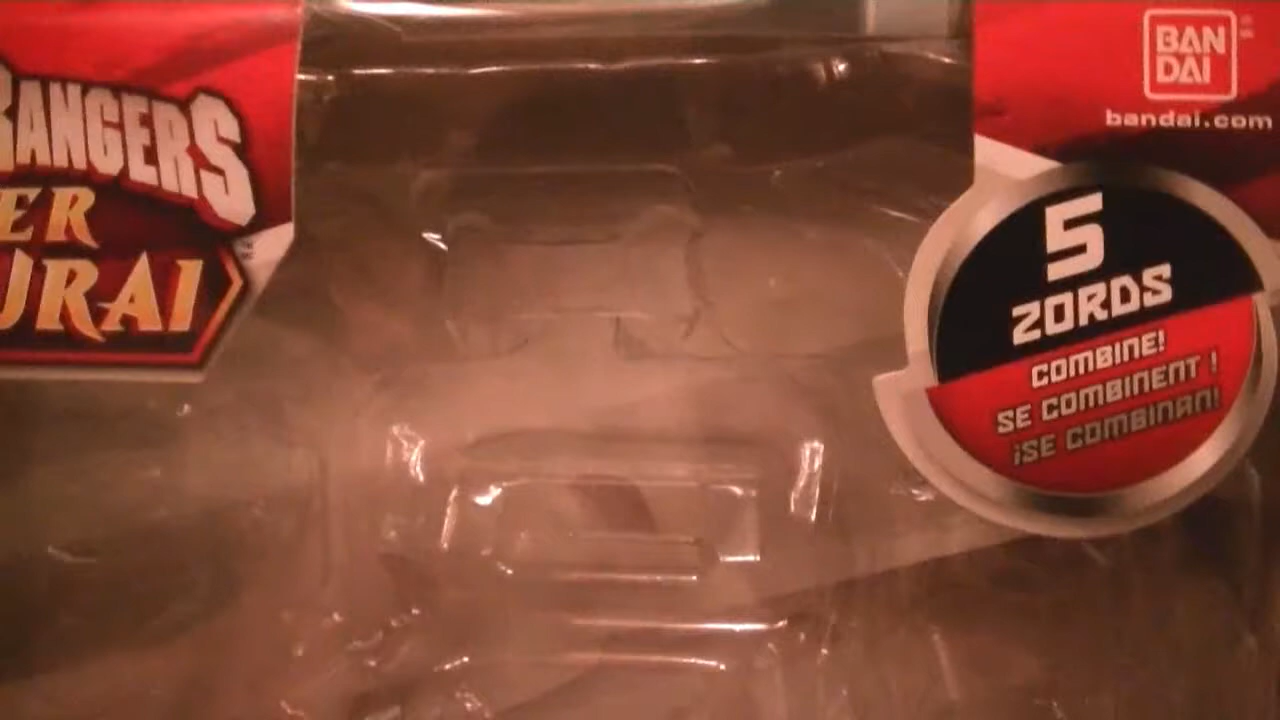 RANGERS
ER
URAI
BAN
DAI
bandai.com
5
ZORDS
COMBINE!
SE COMBINENT !
¡SE COMBINAN!